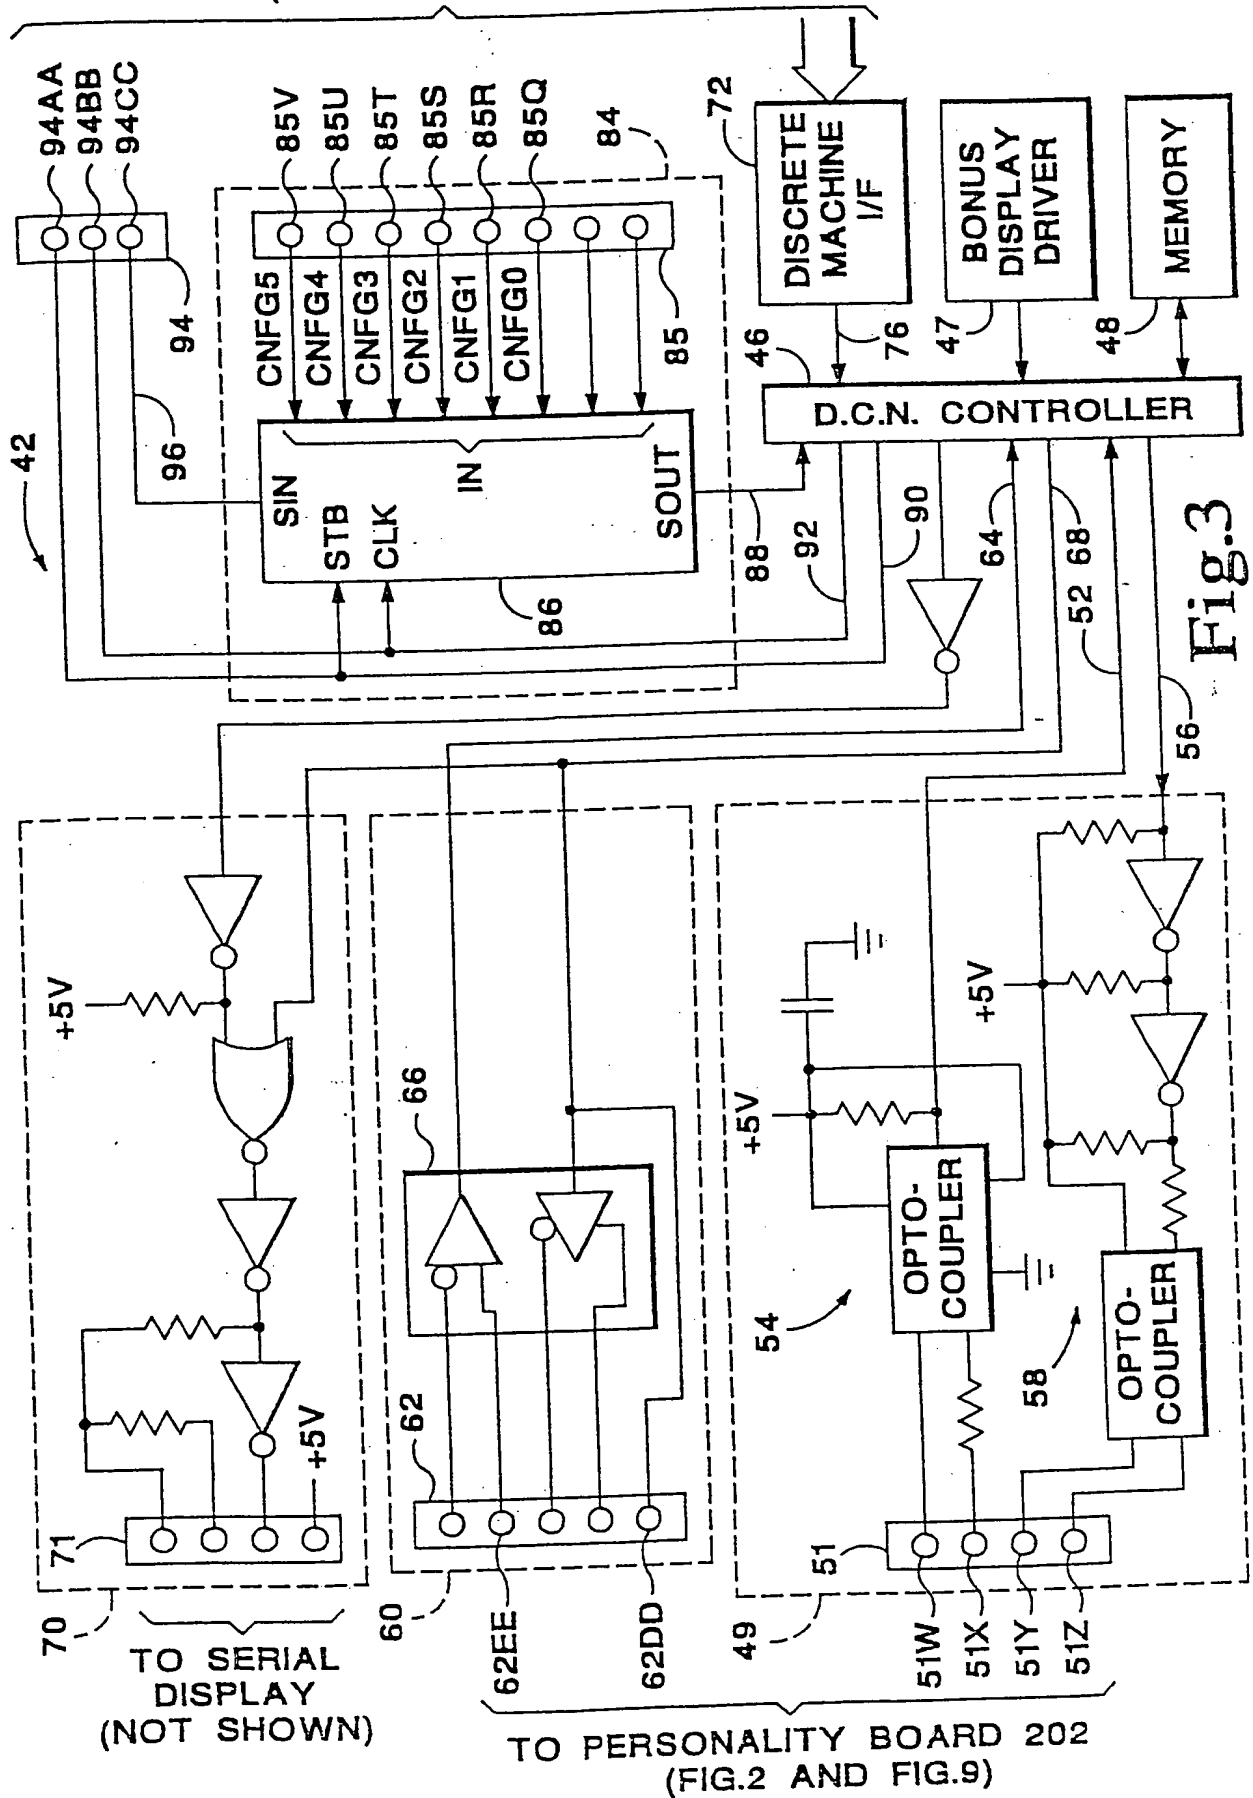 94AA
94BB
94CC
94
42
96
85V
85U
85T
85S
85R
85Q
84
CNFG5
CNFG4
CNFG3
CNFG2
CNFG1
CNFG0
85
SIN
STB
CLK
IN
SOUT
86
88
92
90
72
DISCRETE
MACHINE
I/F
76
BONUS
DISPLAY
DRIVER
47
MEMORY
48
46
D.C.N. CONTROLLER
64
68
52
56
Fig.3
+5V
+5V
71
70
TO SERIAL
DISPLAY
(NOT SHOWN)
66
62
60
62EE
62DD
+5V
+5V
OPTO-
COUPLER
54
OPTO-
COUPLER
58
51
49
51W
51X
51Y
51Z
TO PERSONALITY BOARD 202
(FIG.2 AND FIG.9)